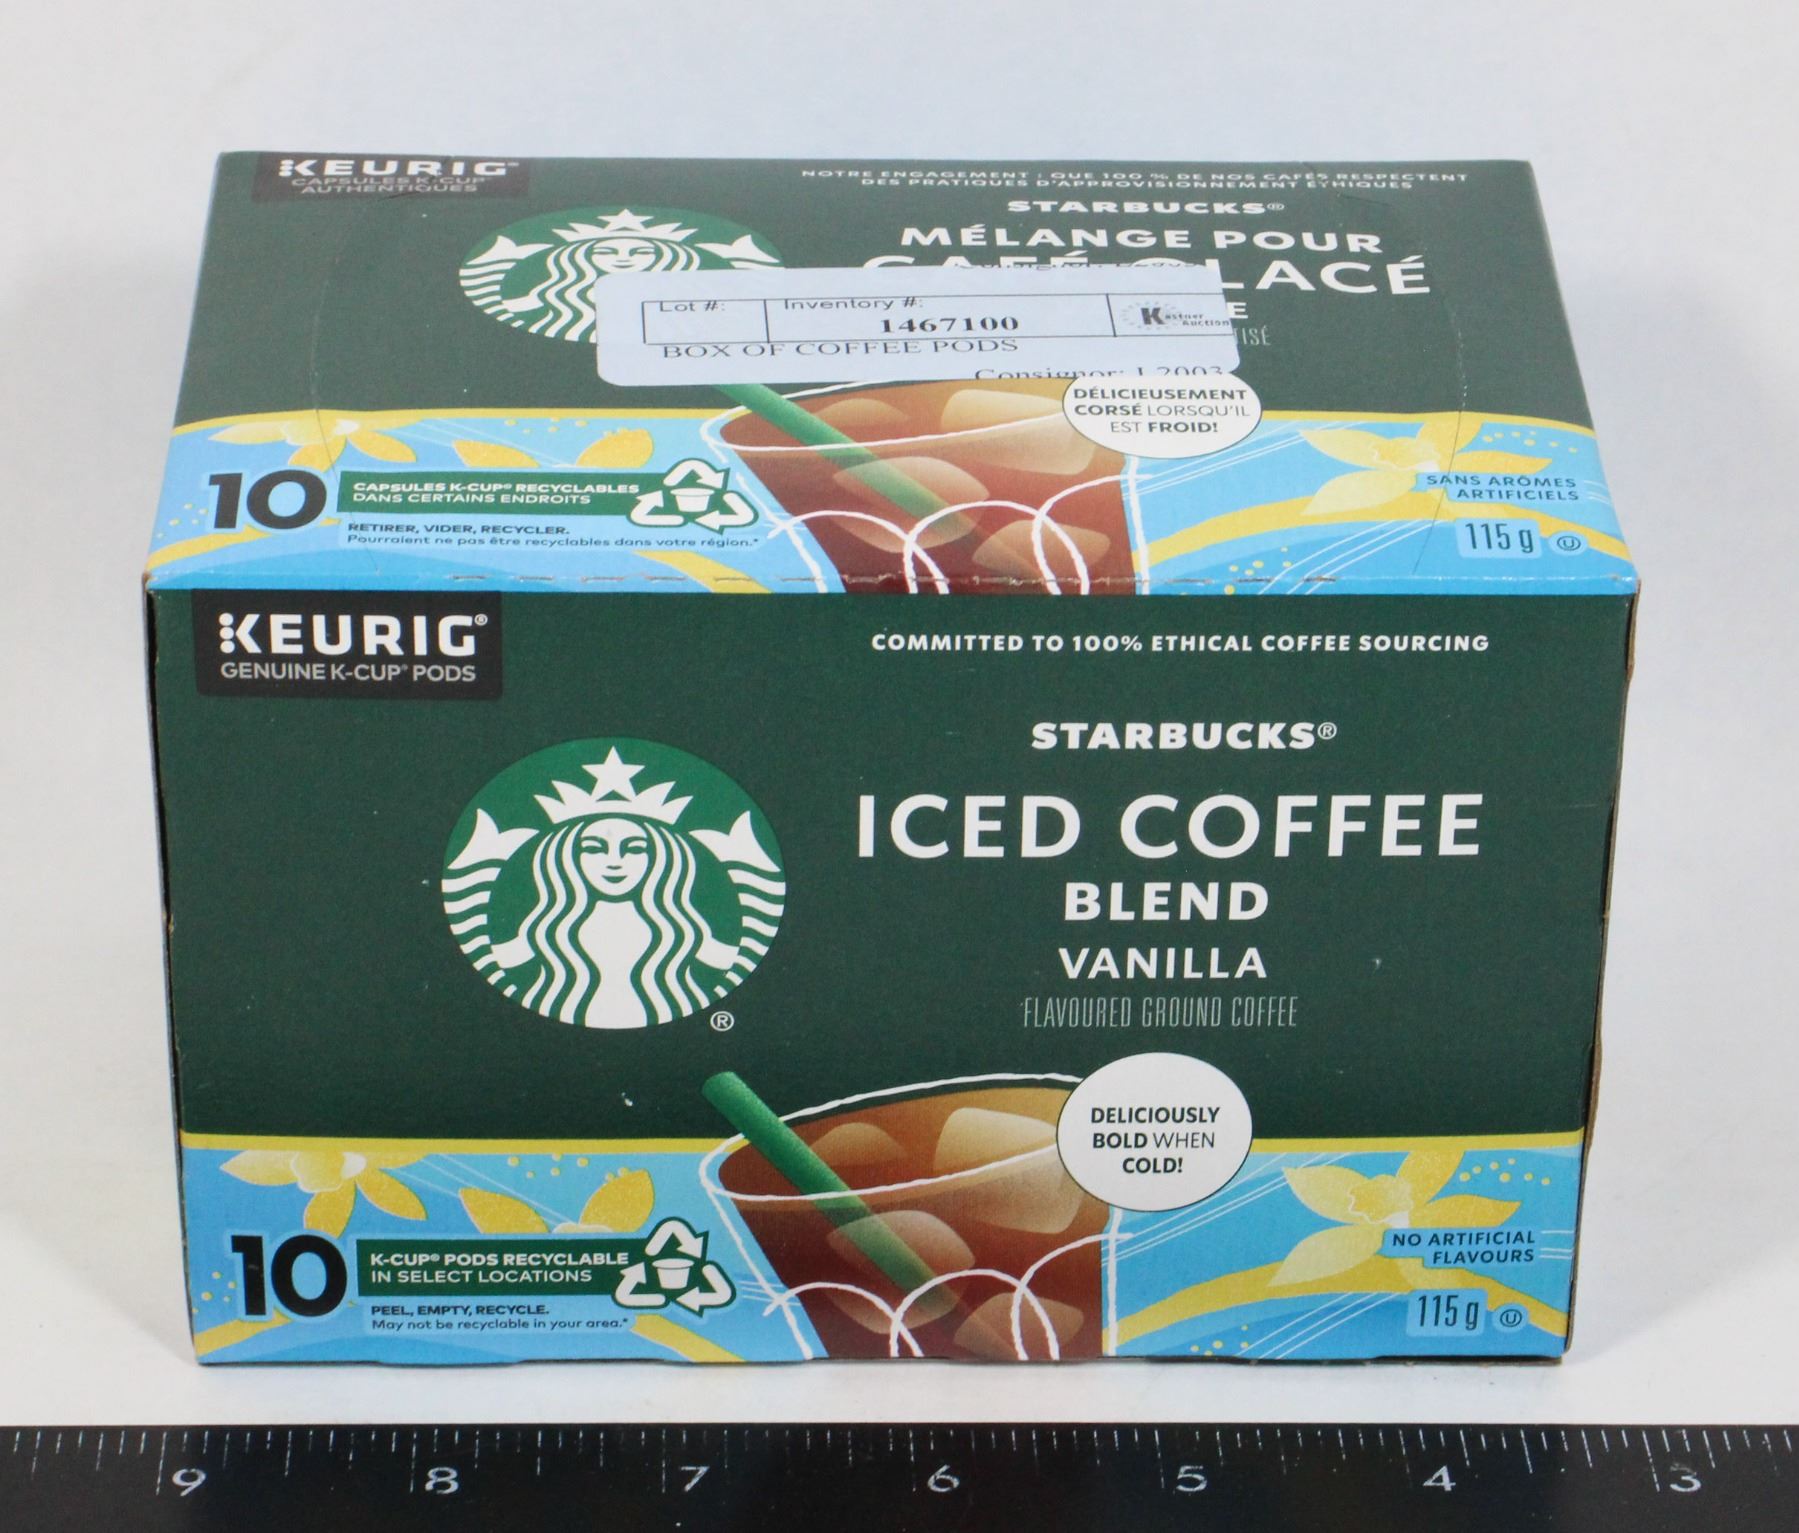 KEURIG
CAPSULES K-CUP®
AUTHENTIQUES
NOTRE ENGAGEMENT : QUE 100 % DE NOS CAFÉS RESPECTENT
DES PRATIQUES D'APPROVISIONNEMENT ÉTHIQUES
STARBUCKS®
MÉLANGE POUR
CAFÉ GLACÉ
Lot #:
Inventory #:
1467100
Kastner
Auction
BOX OF COFFEE PODS
Consignor:
DÉLICIEUSEMENT
CORSÉ LORSQU'IL
EST FROID!
10
CAPSULES K-CUP® RECYCLABLES
DANS CERTAINS ENDROITS
RETIRER, VIDER, RECYCLER.
Pourraient ne pas être recyclables dans votre région.*
SANS ARÔMES
ARTIFICIELS
115 g
KEURIG®
GENUINE K-CUP® PODS
COMMITTED TO 100% ETHICAL COFFEE SOURCING
STARBUCKS®
ICED COFFEE
BLEND
VANILLA
FLAVOURED GROUND COFFEE
®
DELICIOUSLY
BOLD WHEN
COLD!
10
K-CUP® PODS RECYCLABLE
IN SELECT LOCATIONS
PEEL, EMPTY, RECYCLE.
May not be recyclable in your area.*
NO ARTIFICIAL
FLAVOURS
115 g
9 8 7 6 5 4 3